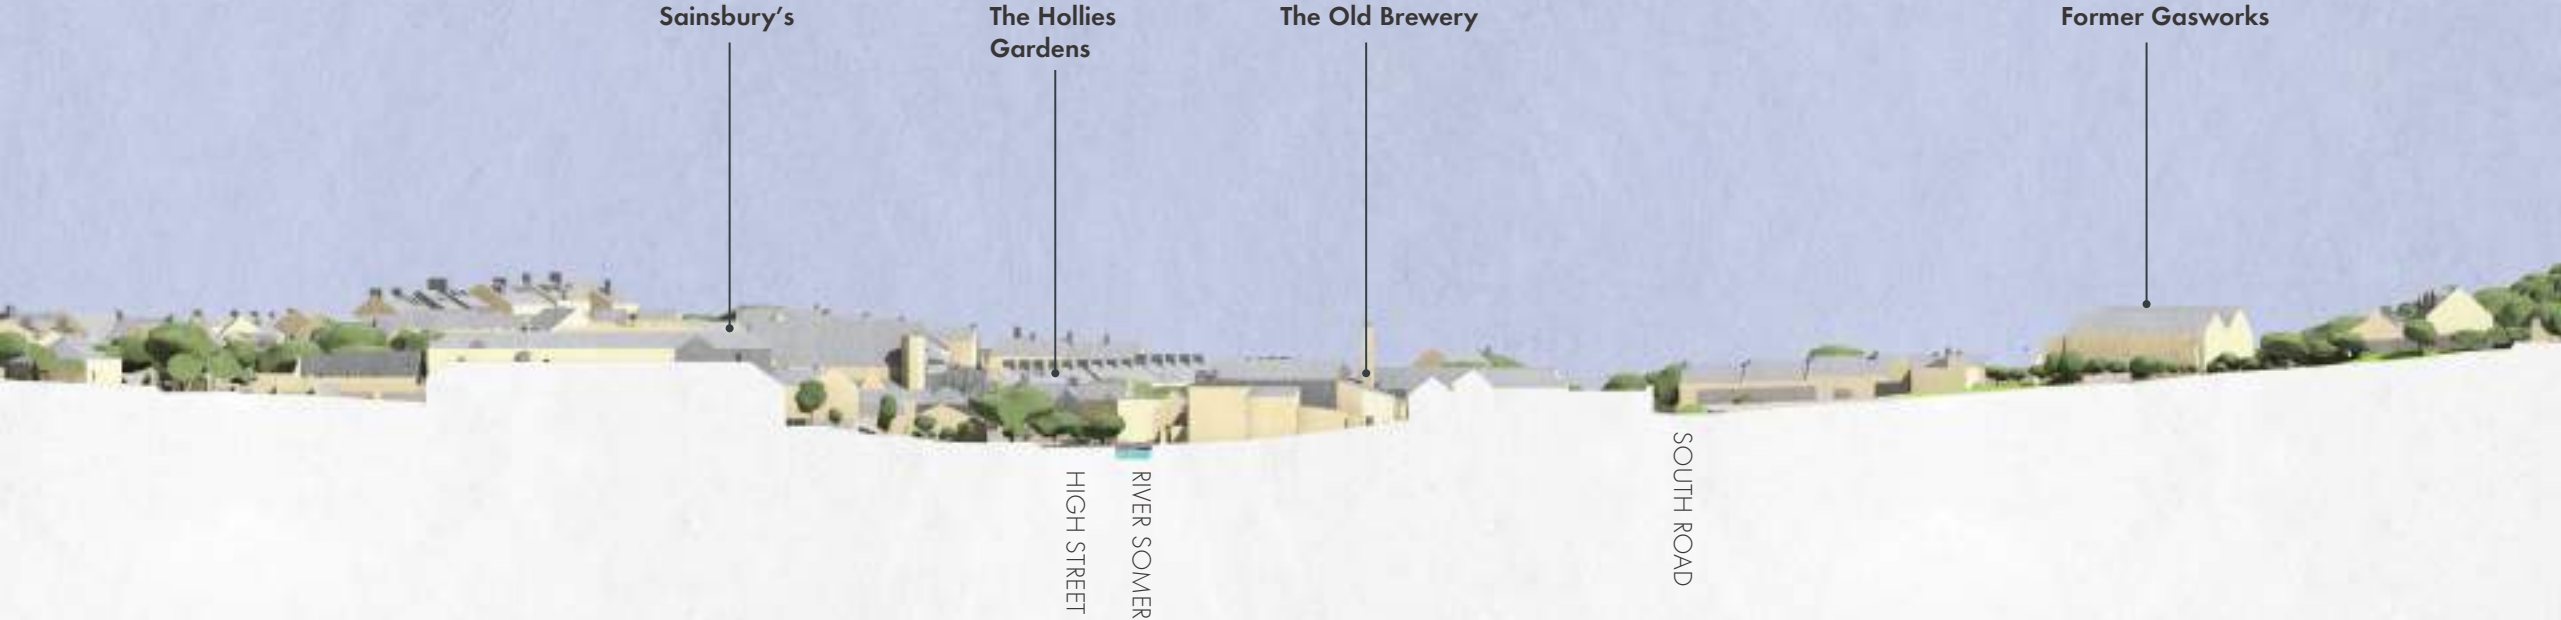 Sainsbury’s
The Hollies
Gardens
The Old Brewery
Former Gasworks
HIGH STREET
RIVER SOMER
SOUTH ROAD